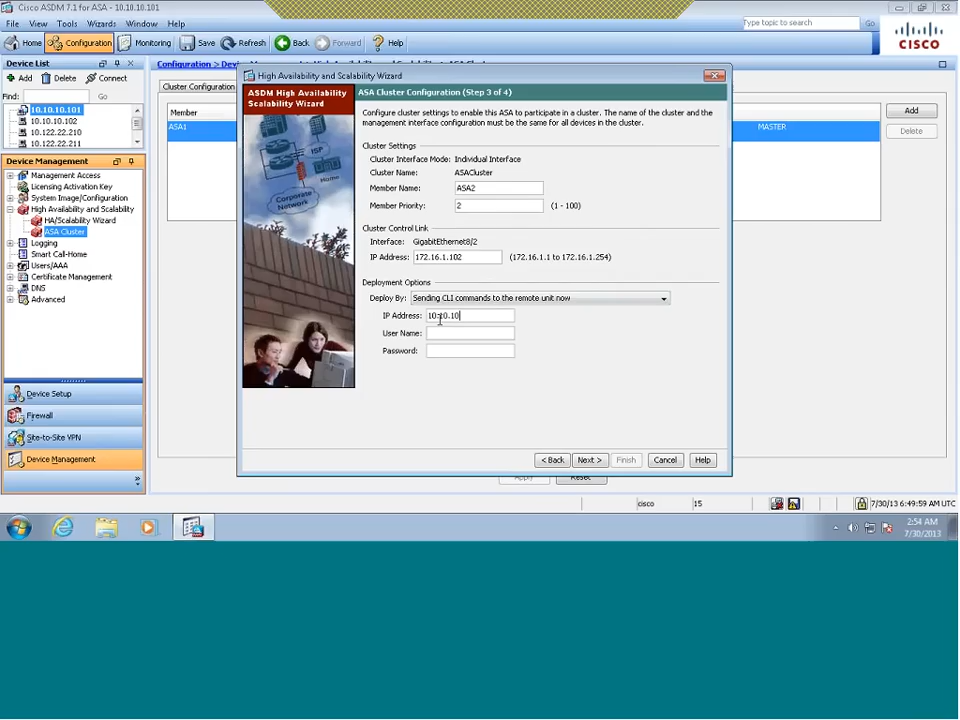 Cisco ASDM 7.1 for ASA - 10.10.10.101
File View Tools Wizards Window Help
Type topic to search Go
Home Configuration Monitoring Save Refresh Back Forward Help
CISCO
Device List
Add Delete Connect
Find: Go
10.10.10.101
10.10.10.102
10.122.22.210
10.122.22.211
Device Management
Management Access
Licensing Activation Key
System Image/Configuration
High Availability and Scalability
HA/Scalability Wizard
ASA Cluster
Logging
Smart Call-Home
Users/AAA
Certificate Management
DNS
Advanced
Device Setup
Firewall
Site-to-Site VPN
Device Management
»
Cluster Configuration
Member
ASA1
MASTER
Add
Delete
High Availability and Scalability Wizard
ASDM High Availability
Scalability Wizard
ISP
Home
Corporate
Network
ASA Cluster Configuration (Step 3 of 4)
Configure cluster settings to enable this ASA to participate in a cluster. The name of the cluster and the
management interface configuration must be the same for all devices in the cluster.
Cluster Settings
Cluster Interface Mode: Individual Interface
Cluster Name: ASACluster
Member Name: ASA2
Member Priority: 2 (1 - 100)
Cluster Control Link
Interface: GigabitEthernet8/2
IP Address: 172.16.1.102 (172.16.1.1 to 172.16.1.254)
Deployment Options
Deploy By: Sending CLI commands to the remote unit now
IP Address: 10.10.10
User Name:
Password:
< Back Next > Finish Cancel Help
Apply Reset
cisco 15 7/30/13 6:49:59 AM UTC
2:54 AM
7/30/2013